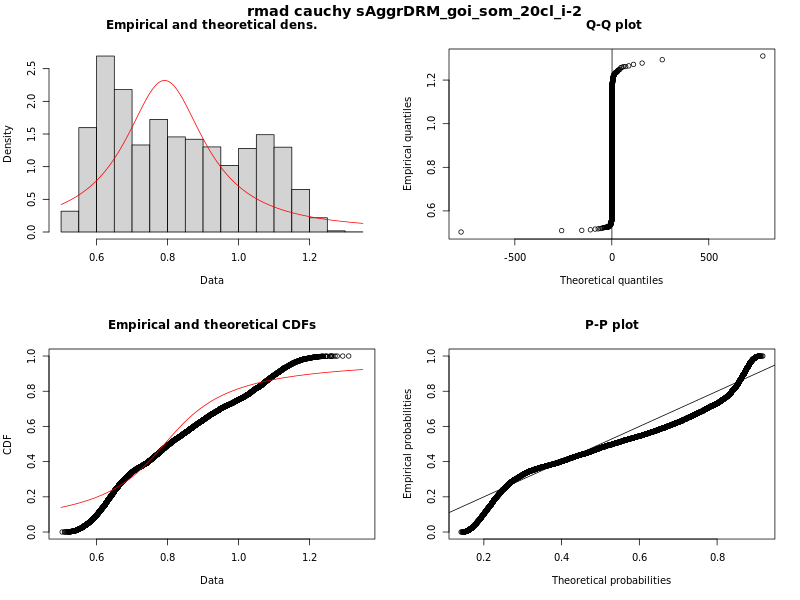 rmad cauchy sAggrDRM_goi_som_20cl_i-2
Empirical and theoretical dens.
Density
0.0 0.5 1.0 1.5 2.0 2.5
0.6 0.8 1.0 1.2
Data
Q-Q plot
Empirical quantiles
0.6 0.8 1.0 1.2
-500 0 500
Theoretical quantiles
Empirical and theoretical CDFs
CDF
0.0 0.2 0.4 0.6 0.8 1.0
0.6 0.8 1.0 1.2
Data
P-P plot
Empirical probabilities
0.0 0.2 0.4 0.6 0.8 1.0
0.2 0.4 0.6 0.8
Theoretical probabilities